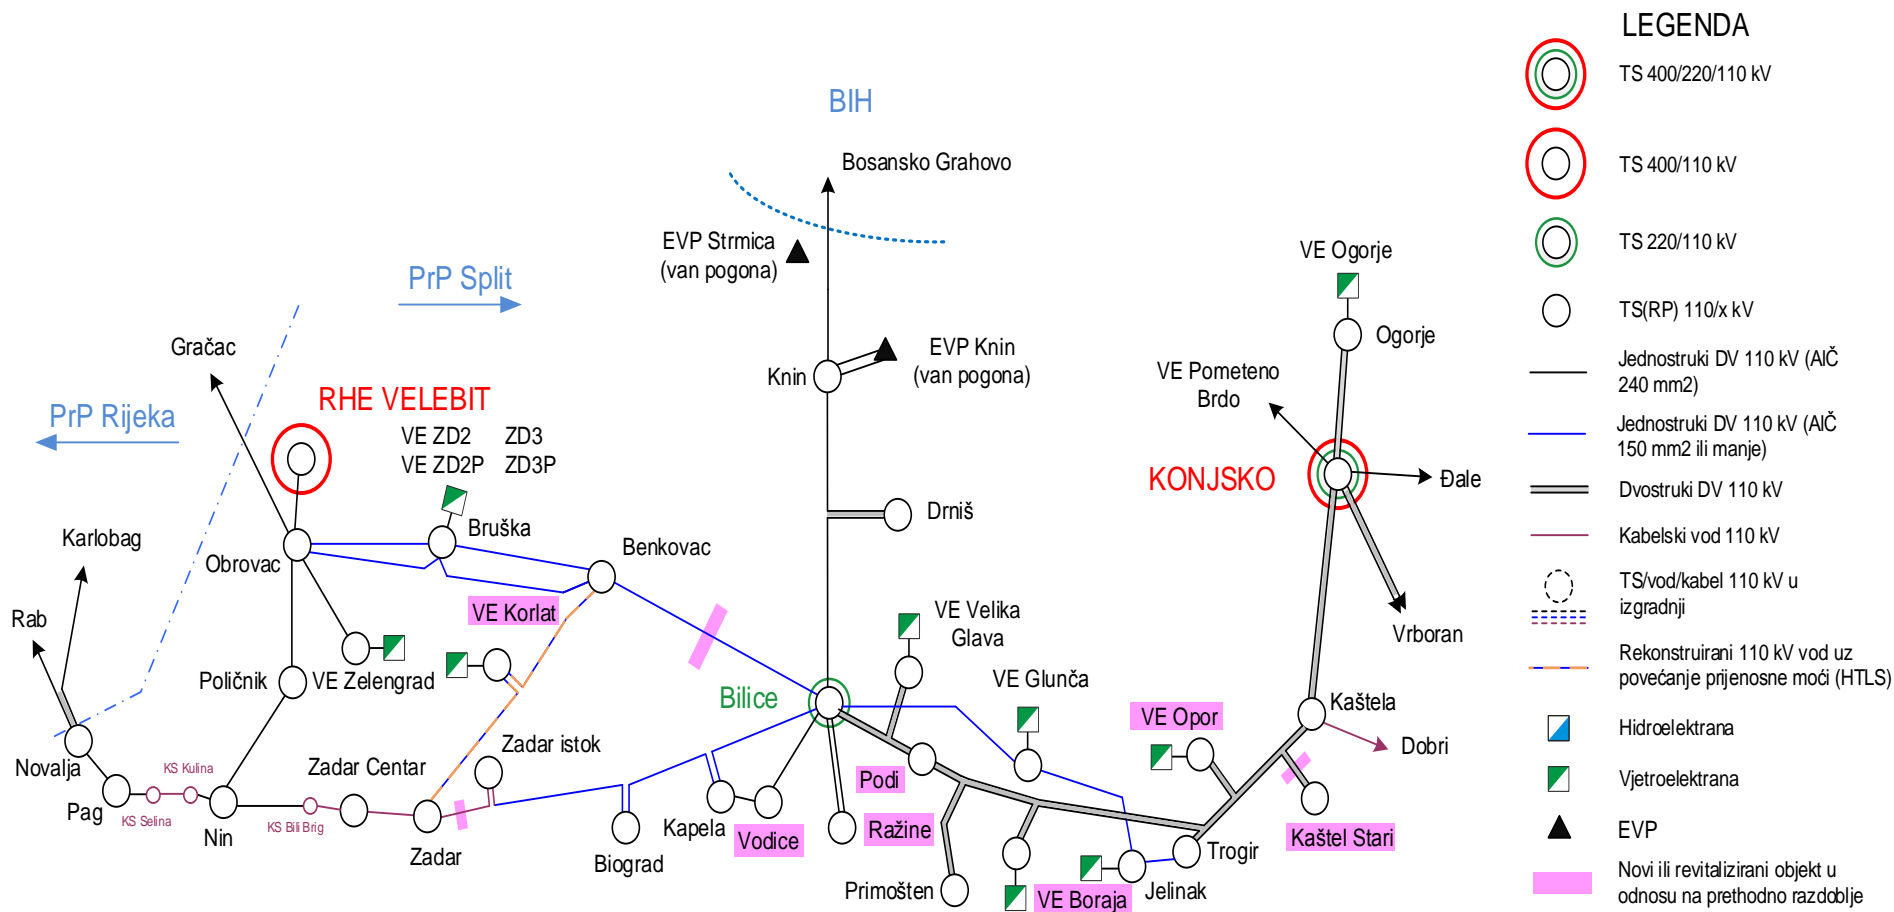 LEGENDA
TS 400/220/110 kV
TS 400/110 kV
TS 220/110 kV
TS(RP) 110/x kV
Jednostruki DV 110 kV (AlČ
240 mm2)
Jednostruki DV 110 kV (AlČ
150 mm2 ili manje)
Dvostruki DV 110 kV
Kabelski vod 110 kV
TS/vod/kabel 110 kV u
izgradnji
Rekonstruirani 110 kV vod uz
povećanje prijenosne moći (HTLS)
Hidroelektrana
Vjetroelektrana
EVP
Novi ili revitalizirani objekt u
odnosu na prethodno razdoblje
BIH
Bosansko Grahovo
EVP Strmica
(van pogona)
PrP Split
VE Ogorje
Ogorje
Gračac
EVP Knin
(van pogona)
Knin
VE Pometeno
Brdo
PrP Rijeka
RHE VELEBIT
VE ZD2 ZD3
VE ZD2P ZD3P
KONJSKO
Đale
Drniš
Bruška
Karlobag
Obrovac
Benkovac
VE Korlat
Rab
VE Velika
Glava
Vrboran
Poličnik
VE Zelengrad
Bilice
VE Glunča
Kaštela
VE Opor
Dobri
Novalja
Zadar istok
KS Kulina
Zadar Centar
Podi
Pag
KS Selina
KS Bili Brig
Nin
Kapela
Vodice
Ražine
Kaštel Stari
Zadar
Biograd
Trogir
Primošten
VE Boraja
Jelinak